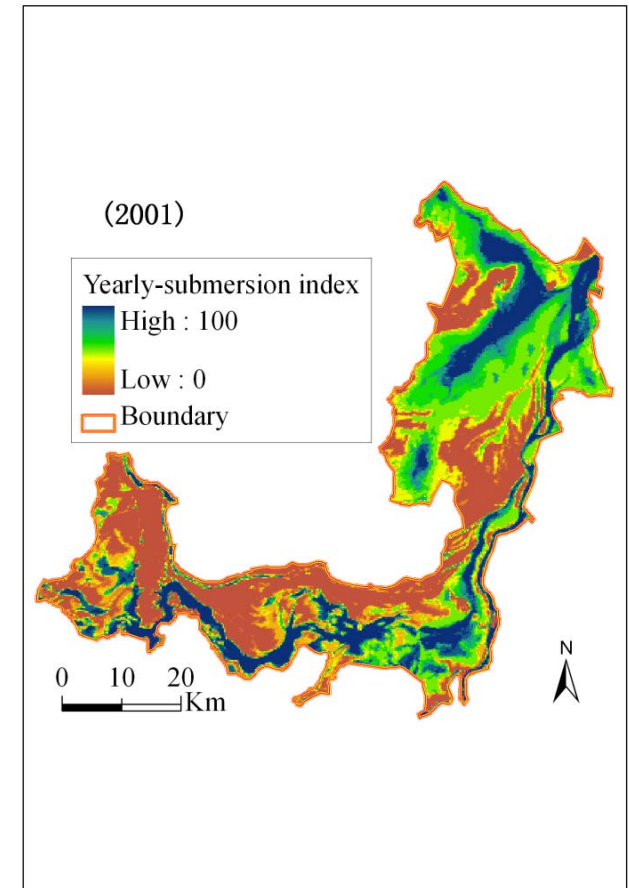 (2001)
Yearly-submersion index
High : 100
Low : 0
Boundary
N
0 10 20
Km